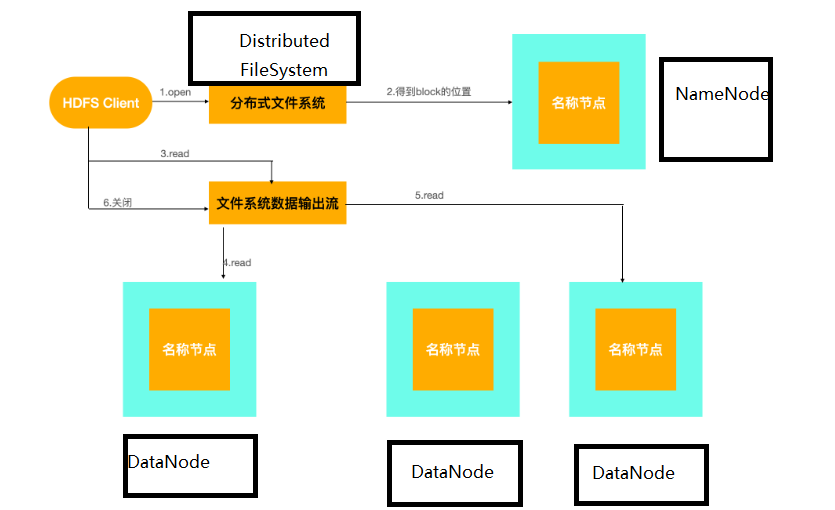 Distributed
FileSystem
HDFS Client
1.open
分布式文件系统
2.得到block的位置
名称节点
NameNode
3.read
6.关闭
文件系统数据输出流
5.read
4.read
名称节点
名称节点
名称节点
DataNode
DataNode
DataNode